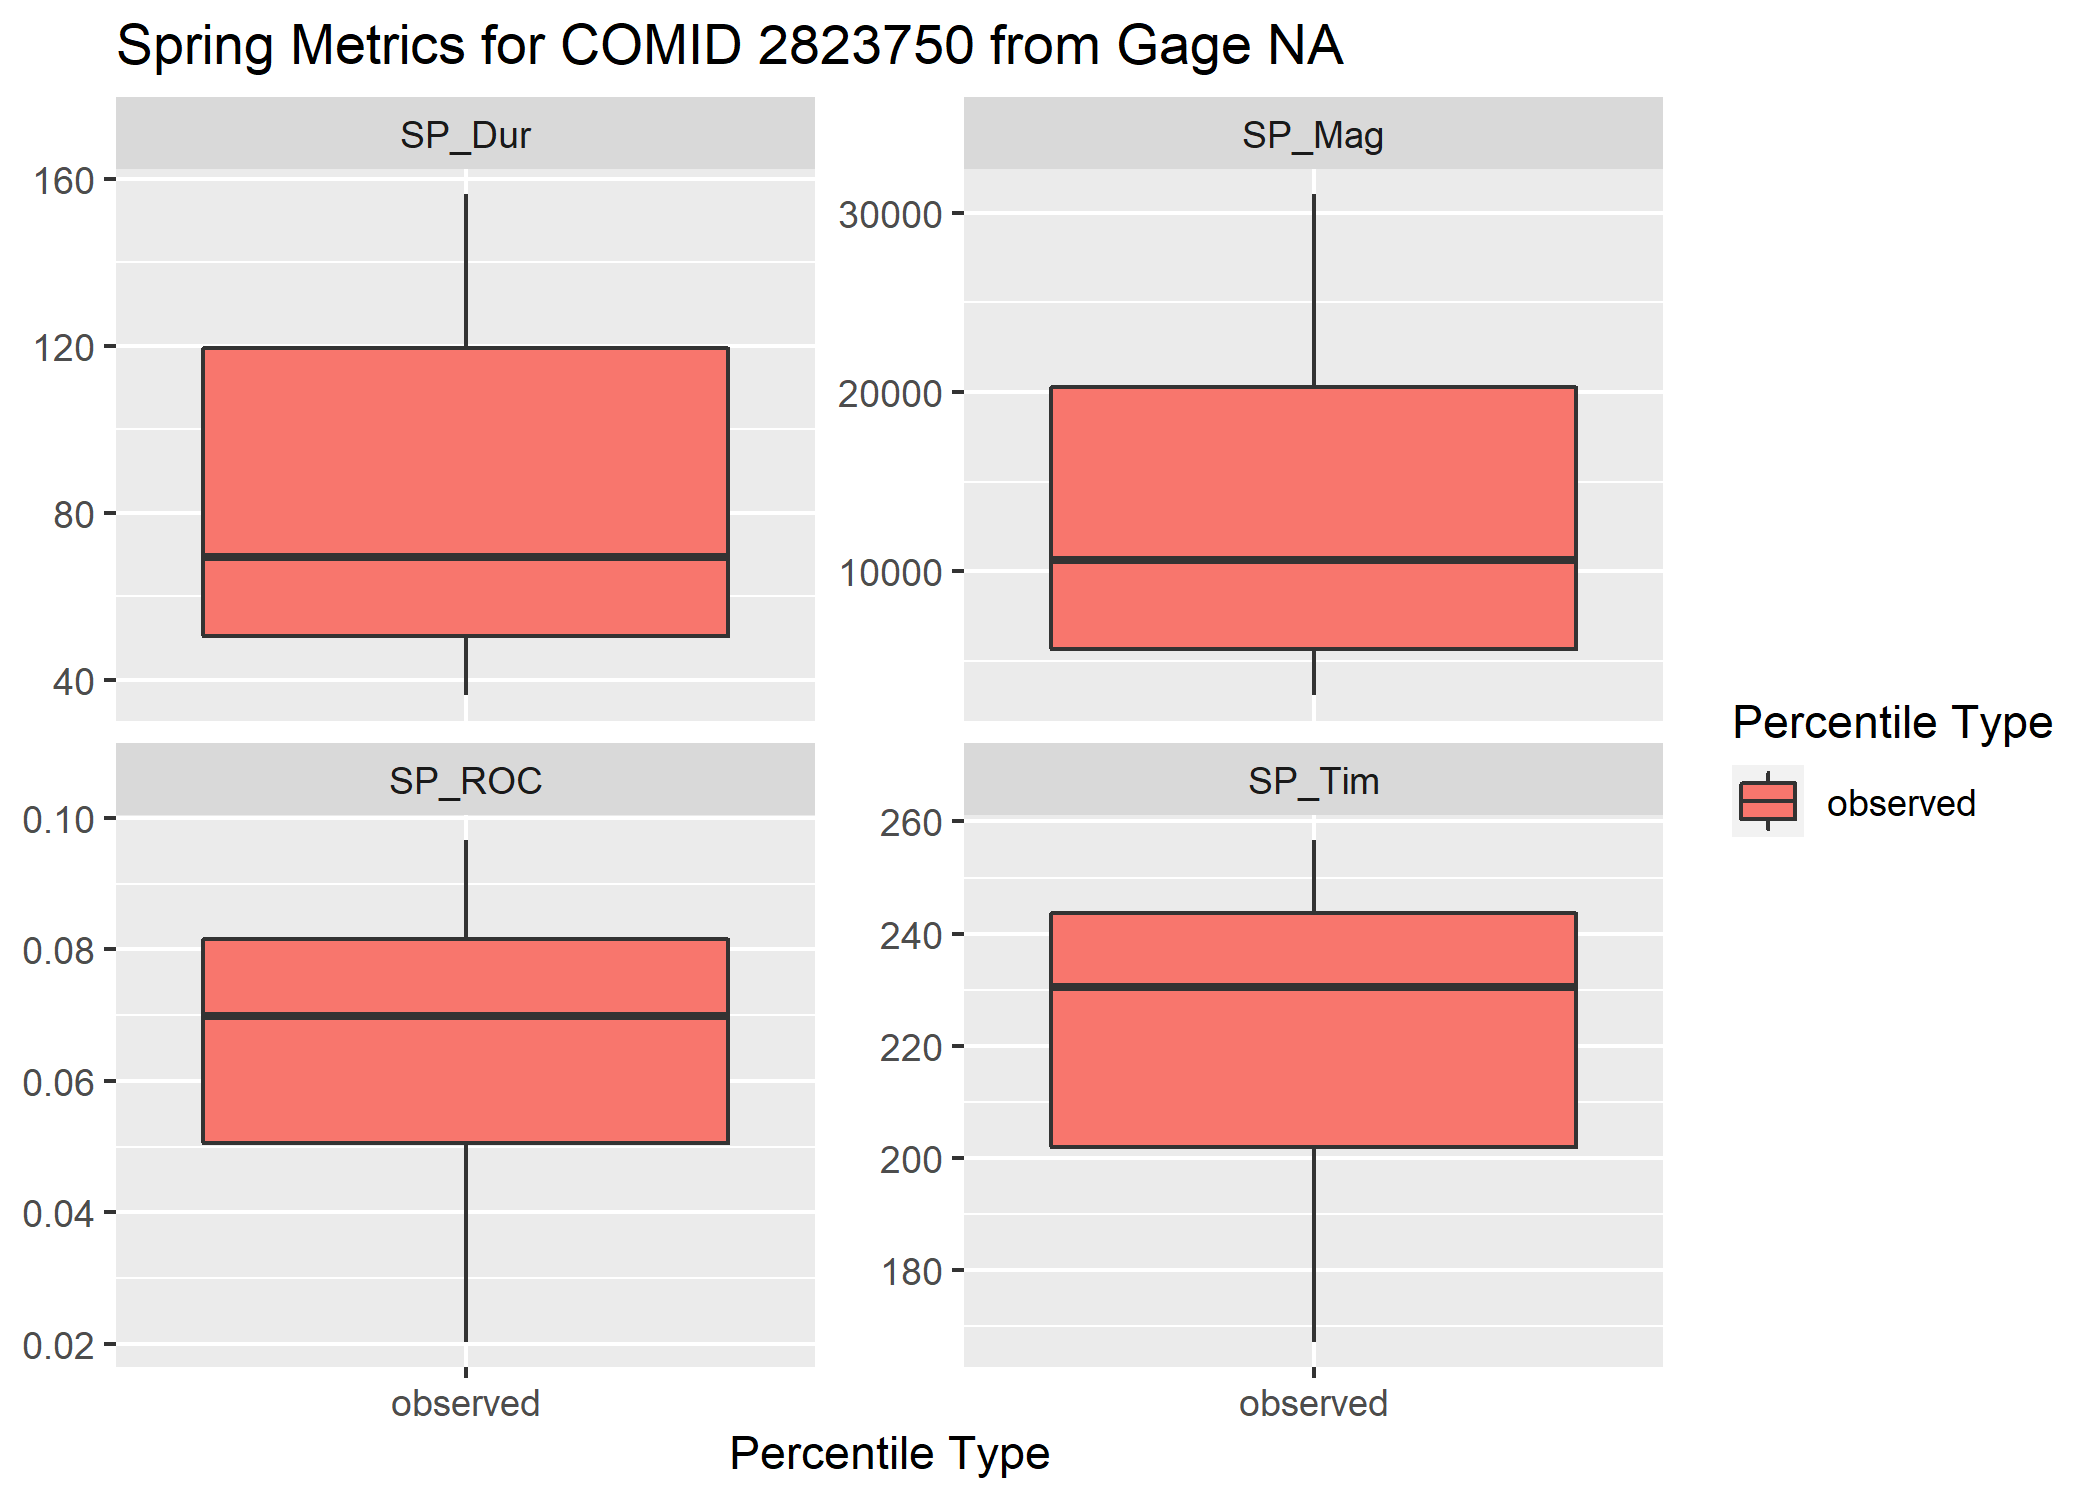 Spring Metrics for COMID 2823750 from Gage NA
SP_Dur
160
120
80
40
SP_Mag
30000
20000
10000
SP_ROC
0.10
0.08
0.06
0.04
0.02
observed
SP_Tim
260
240
220
200
180
observed
Percentile Type
Percentile Type
observed